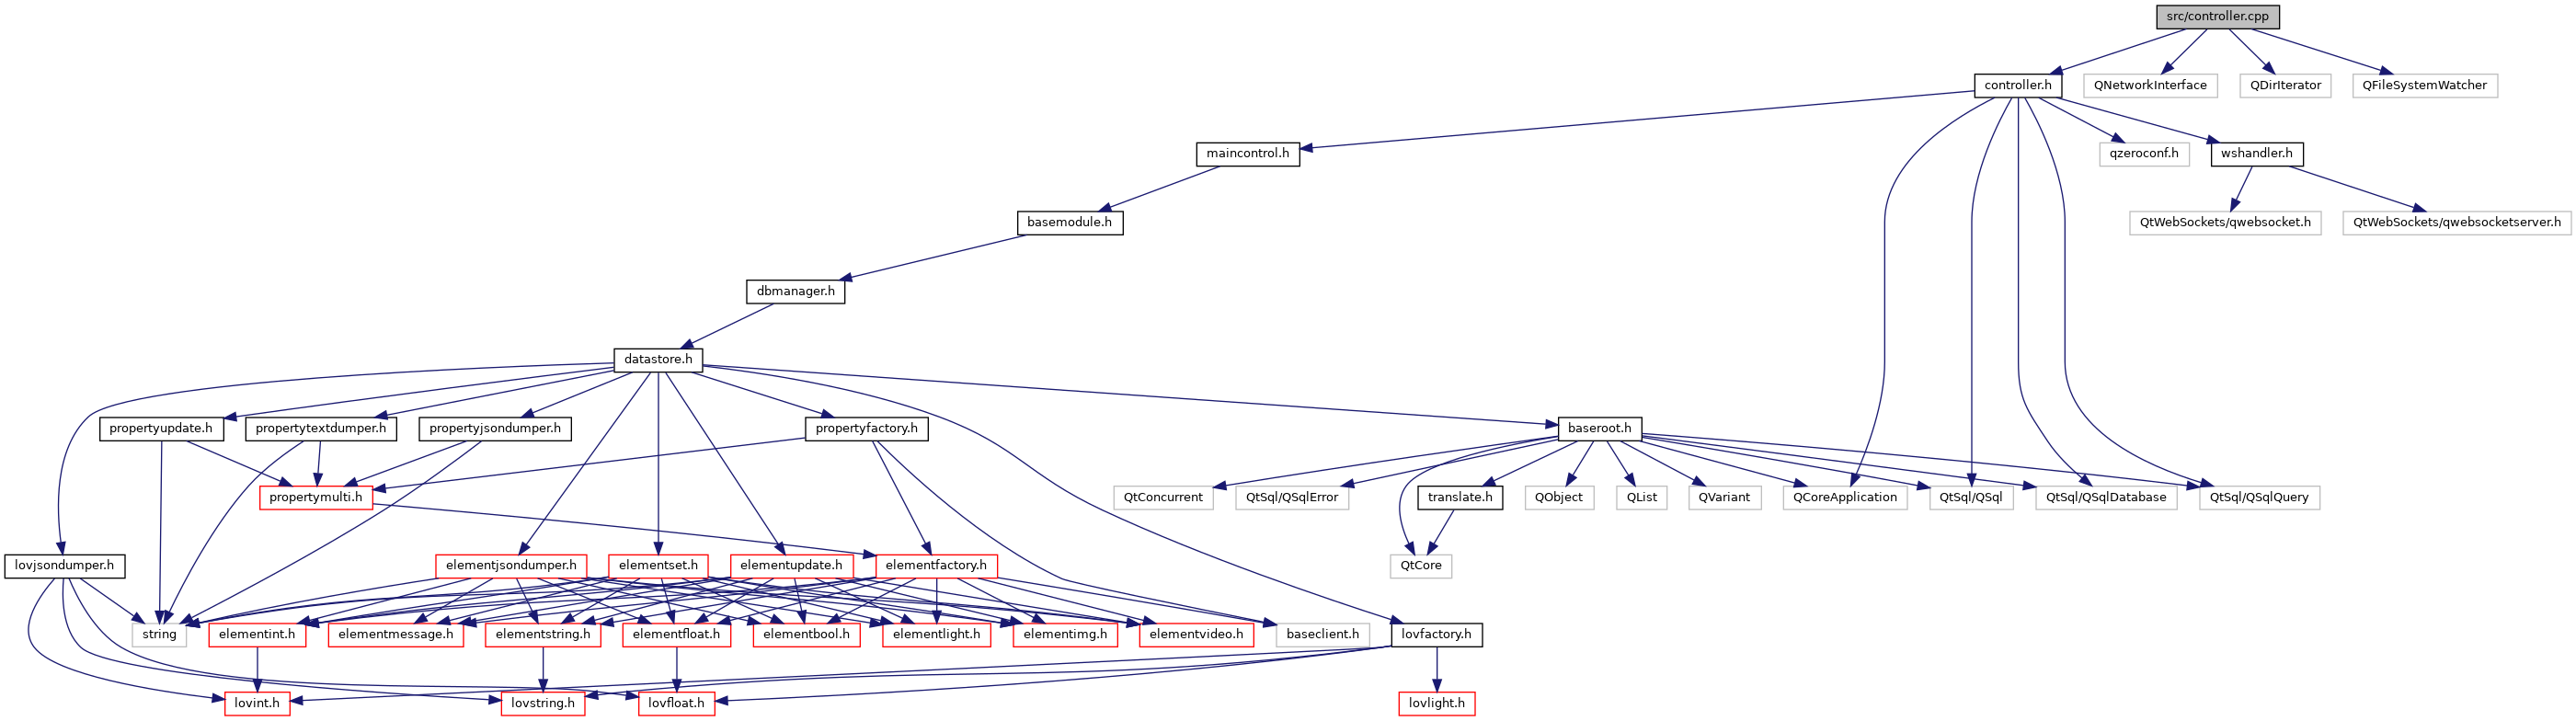 src/controller.cpp
controller.h
QNetworkInterface
QDirIterator
QFileSystemWatcher
maincontrol.h
qzeroconf.h
wshandler.h
basemodule.h
QtWebSockets/qwebsocket.h
QtWebSockets/qwebsocketserver.h
dbmanager.h
datastore.h
propertyupdate.h
propertytextdumper.h
propertyjsondumper.h
propertyfactory.h
baseroot.h
propertymulti.h
QtConcurrent
QtSql/QSqlError
translate.h
QObject
QList
QVariant
QCoreApplication
QtSql/QSql
QtSql/QSqlDatabase
QtSql/QSqlQuery
lovjsondumper.h
elementjsondumper.h
elementset.h
elementupdate.h
elementfactory.h
QtCore
string
elementint.h
elementmessage.h
elementstring.h
elementfloat.h
elementbool.h
elementlight.h
elementimg.h
elementvideo.h
baseclient.h
lovfactory.h
lovint.h
lovstring.h
lovfloat.h
lovlight.h